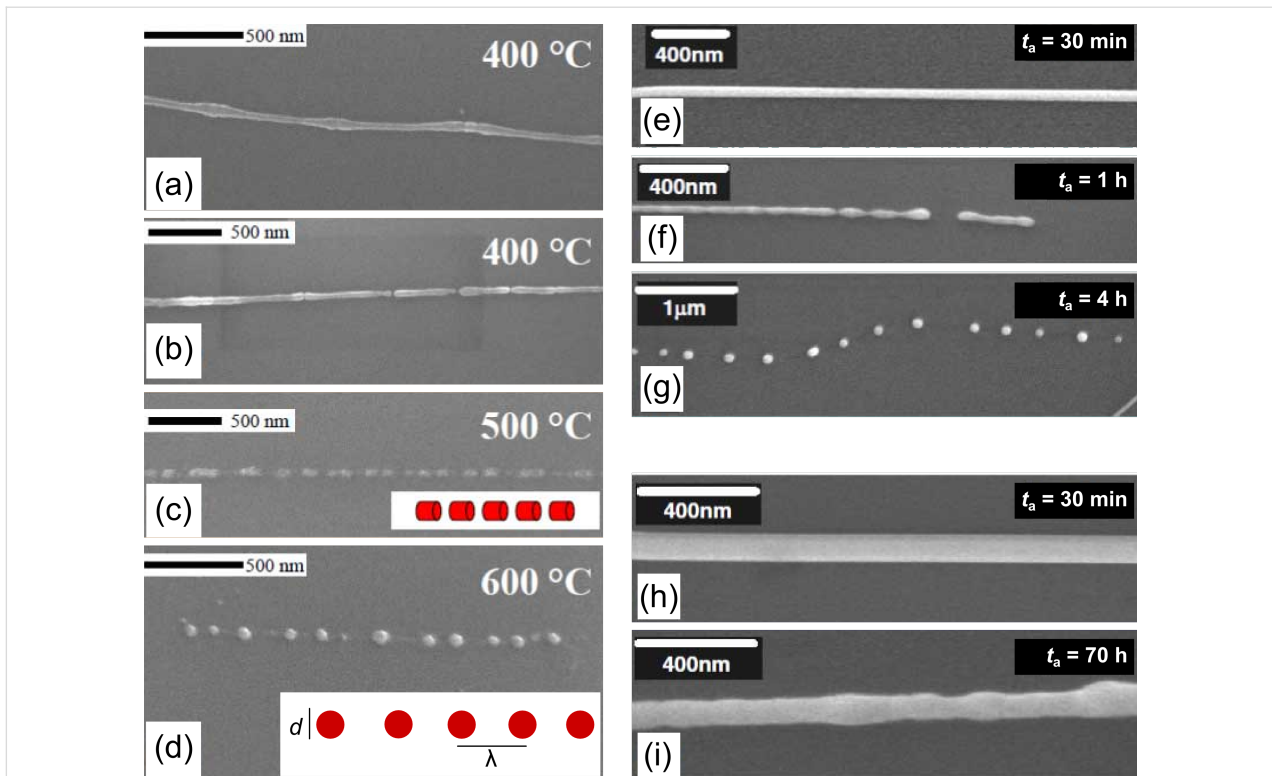 500 nm
400 °C
(a)
500 nm
400 °C
(b)
500 nm
500 °C
(c)
500 nm
600 °C
d
λ
(d)
400nm
ta = 30 min
(e)
400nm
ta = 1 h
(f)
1μm
ta = 4 h
(g)
400nm
ta = 30 min
(h)
400nm
ta = 70 h
(i)